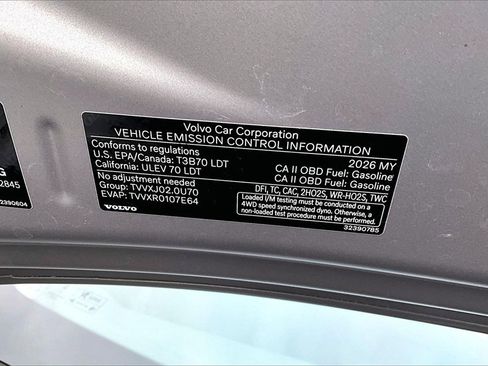 Volvo Car Corporation
VEHICLE EMISSION CONTROL INFORMATION
Conforms to regulations 2026 MY
U.S. EPA/Canada: T3B70 LDT CA II OBD Fuel: Gasoline
California: ULEV 70 LDT CA II OBD Fuel: Gasoline
No adjustment needed
Group: TVVXJ02.0U70 DFI, TC, CAC, 2HO2S, WR-HO2S, TWC
EVAP: TVVXR0107E64
Loaded I/M testing must be conducted on a
4WD speed synchronized dyno. Otherwise, a
non-loaded test procedure must be used.
VOLVO 32390785
G
2845
2390604